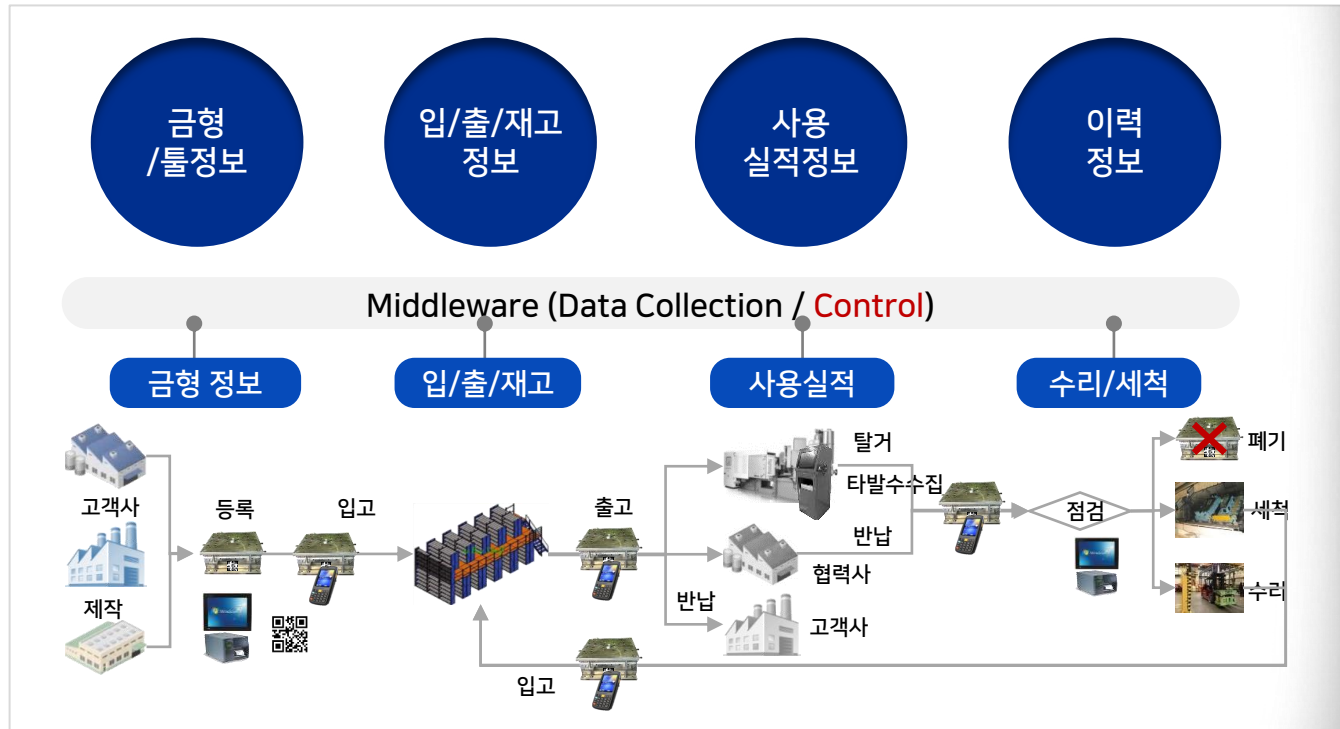 금형
/툴정보
입/출/재고
정보
사용
실적정보
이력
정보
Middleware (Data Collection / Control)
금형 정보
입/출/재고
사용실적
수리/세척
고객사
제작
등록
입고
출고
탈거
타발수수집
반납
협력사
반납
고객사
점검
폐기
세척
수리
입고